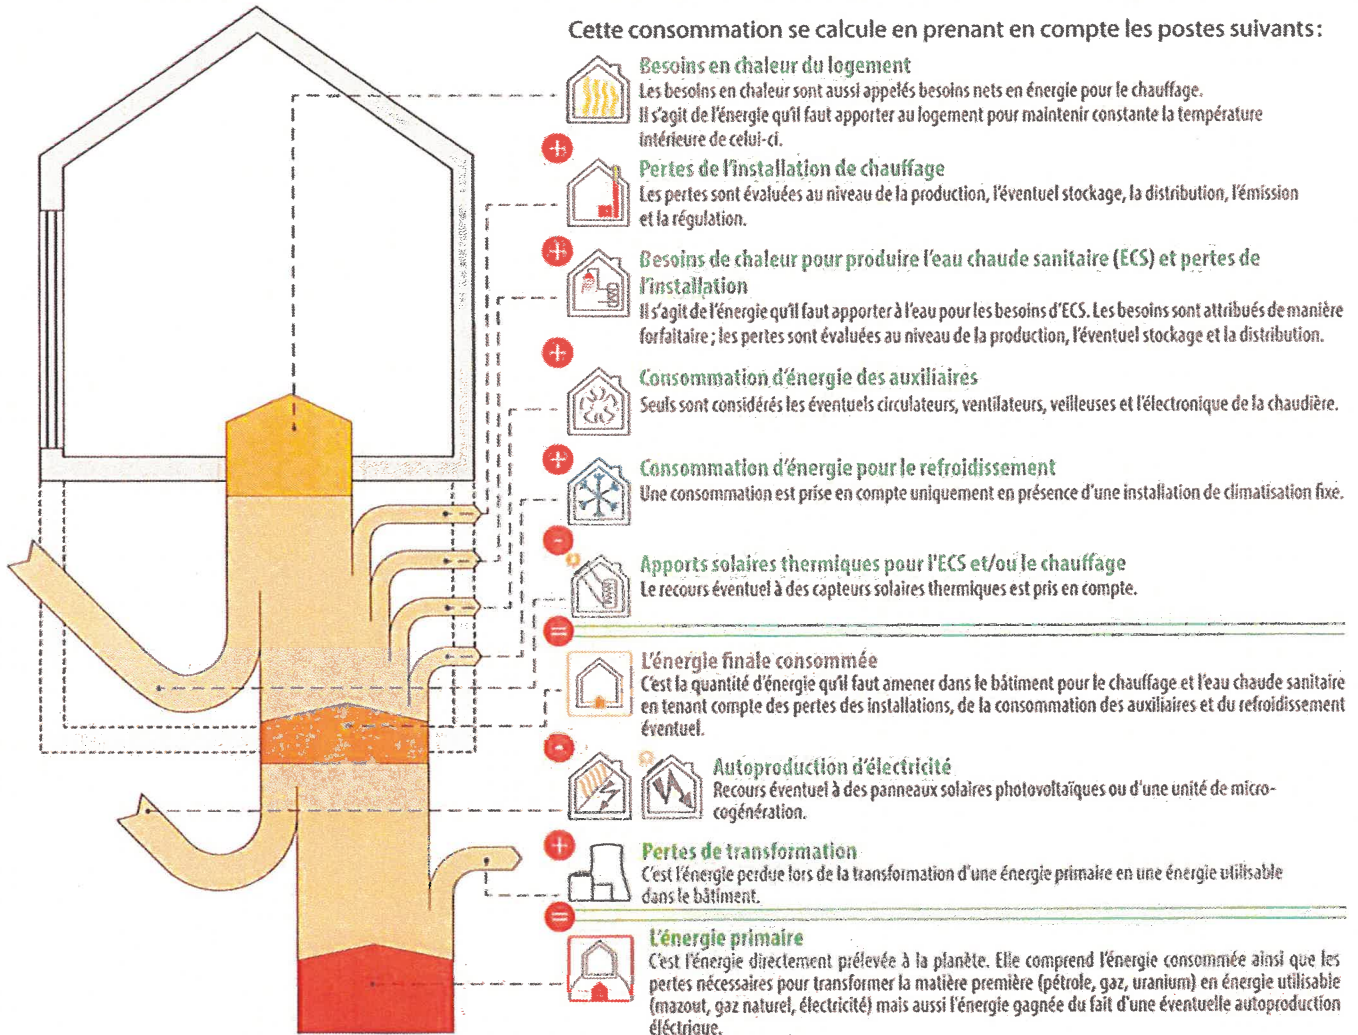 Cette consommation se calcule en prenant en compte les postes suivants :
Besoins en chaleur du logement
Les besoins en chaleur sont aussi appelés besoins nets en énergie pour le chauffage.
Il s'agit de l'énergie qu'il faut apporter au logement pour maintenir constante la température
intérieure de celui-ci.
+
Pertes de l'installation de chauffage
Les pertes sont évaluées au niveau de la production, l'éventuel stockage, la distribution, l'émission
et la régulation.
+
Besoins de chaleur pour produire l'eau chaude sanitaire (ECS) et pertes de
l'installation
Il s'agit de l'énergie qu'il faut apporter à l'eau pour les besoins d'ECS. Les besoins sont attribués de manière
forfaitaire ; les pertes sont évaluées au niveau de la production, l'éventuel stockage et la distribution.
+
Consommation d'énergie des auxiliaires
Seuls sont considérés les éventuels circulateurs, ventilateurs, veilleuses et l'électronique de la chaudière.
+
Consommation d'énergie pour le refroidissement
Une consommation est prise en compte uniquement en présence d'une installation de climatisation fixe.
-
Apports solaires thermiques pour l'ECS et/ou le chauffage
Le recours éventuel à des capteurs solaires thermiques est pris en compte.
=
L'énergie finale consommée
C'est la quantité d'énergie qu'il faut amener dans le bâtiment pour le chauffage et l'eau chaude sanitaire
en tenant compte des pertes des installations, de la consommation des auxiliaires et du refroidissement
éventuel.
-
Autoproduction d'électricité
Recours éventuel à des panneaux solaires photovoltaïques ou d'une unité de micro-
cogénération.
+
Pertes de transformation
C'est l'énergie perdue lors de la transformation d'une énergie primaire en une énergie utilisable
dans le bâtiment.
=
L'énergie primaire
C'est l'énergie directement prélevée à la planète. Elle comprend l'énergie consommée ainsi que les
pertes nécessaires pour transformer la matière première (pétrole, gaz, uranium) en énergie utilisable
(mazout, gaz naturel, électricité) mais aussi l'énergie gagnée du fait d'une éventuelle autoproduction
éléctrique.